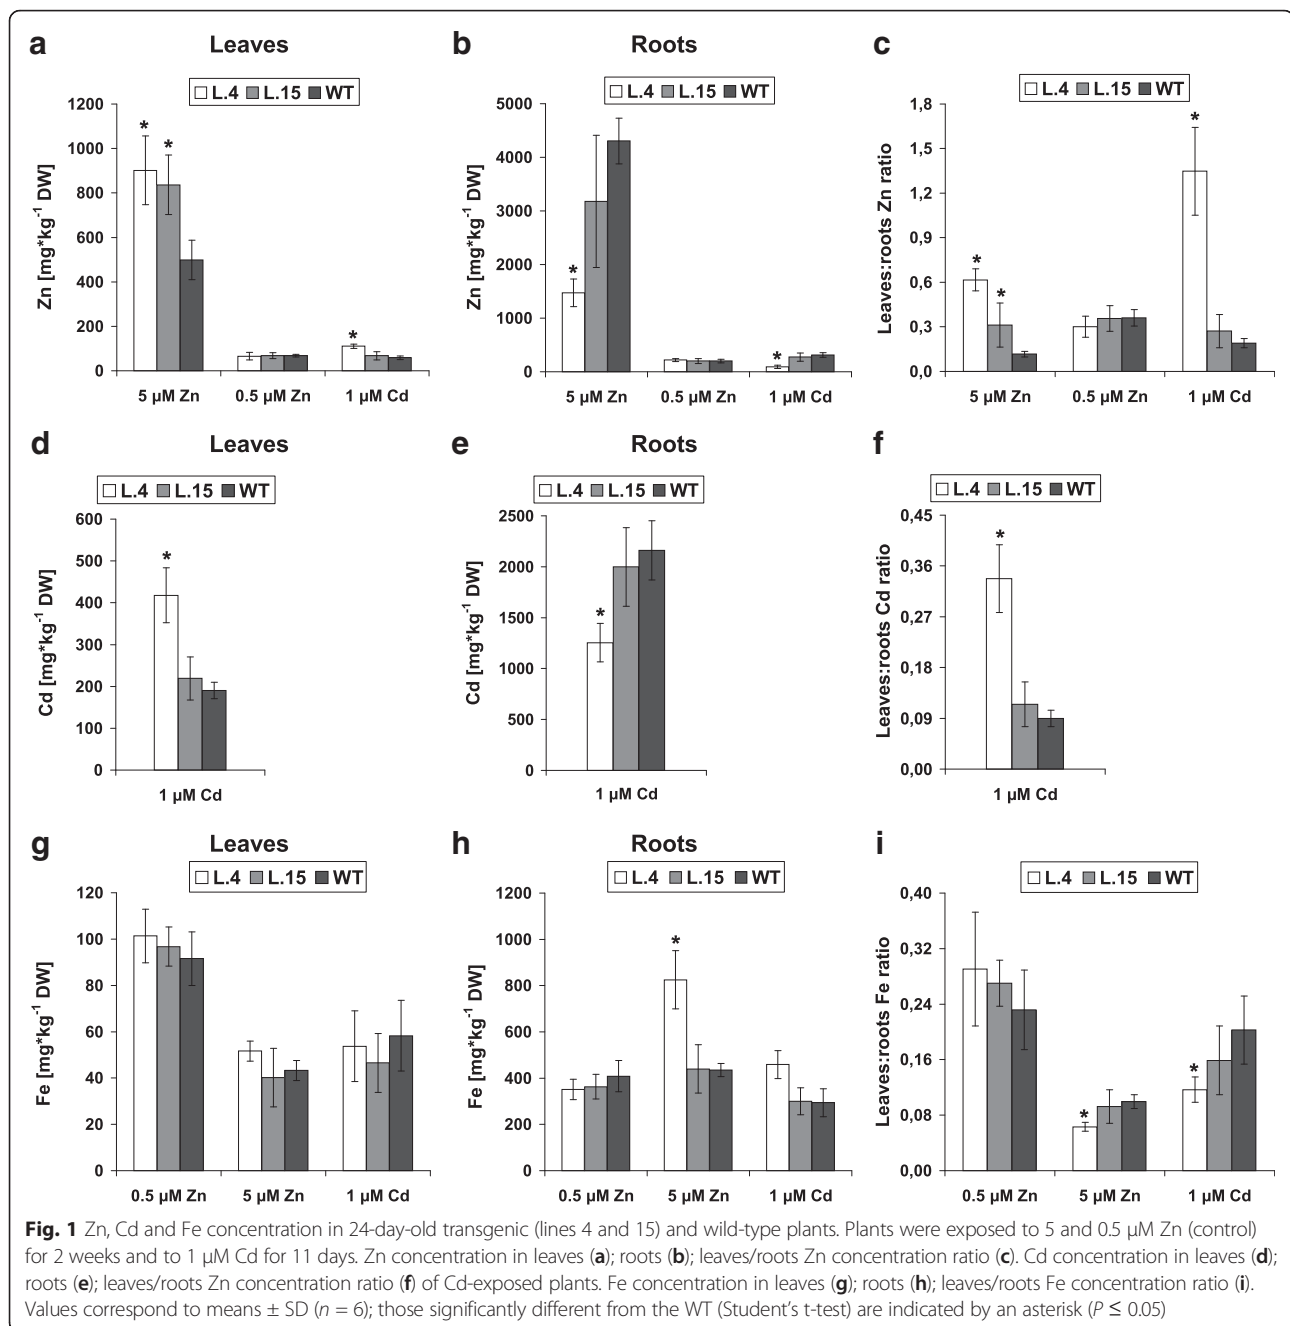 a Leaves
L.4 L.15 WT
Zn [mg*kg-1 DW]
1200
1000
800
600
400
200
0
* * *
5 µM Zn 0.5 µM Zn 1 µM Cd
b Roots
L.4 L.15 WT
Zn [mg*kg-1 DW]
5000
4000
3000
2000
1000
0
* *
5 µM Zn 0.5 µM Zn 1 µM Cd
c
L.4 L.15 WT
Leaves:roots Zn ratio
1,8
1,5
1,2
0,9
0,6
0,3
0,0
* * *
5 µM Zn 0.5 µM Zn 1 µM Cd
d Leaves
L.4 L.15 WT
Cd [mg*kg-1 DW]
600
500
400
300
200
100
0
*
1 µM Cd
e Roots
L.4 L.15 WT
Cd [mg*kg-1 DW]
2500
2000
1500
1000
500
0
*
1 µM Cd
f
L.4 L.15 WT
Leaves:roots Cd ratio
0,45
0,36
0,27
0,18
0,09
0,00
*
1 µM Cd
g Leaves
L.4 L.15 WT
Fe [mg*kg-1 DW]
120
100
80
60
40
20
0
0.5 µM Zn 5 µM Zn 1 µM Cd
h Roots
L.4 L.15 WT
Fe [mg*kg-1 DW]
1200
1000
800
600
400
200
0
*
0.5 µM Zn 5 µM Zn 1 µM Cd
i
L.4 L.15 WT
Leaves:roots Fe ratio
0,40
0,32
0,24
0,16
0,08
0,00
* *
0.5 µM Zn 5 µM Zn 1 µM Cd
Fig. 1 Zn, Cd and Fe concentration in 24-day-old transgenic (lines 4 and 15) and wild-type plants. Plants were exposed to 5 and 0.5 µM Zn (control)
for 2 weeks and to 1 µM Cd for 11 days. Zn concentration in leaves (a); roots (b); leaves/roots Zn concentration ratio (c). Cd concentration in leaves (d);
roots (e); leaves/roots Zn concentration ratio (f) of Cd-exposed plants. Fe concentration in leaves (g); roots (h); leaves/roots Fe concentration ratio (i).
Values correspond to means ± SD (n = 6); those significantly different from the WT (Student's t-test) are indicated by an asterisk (P ≤ 0.05)